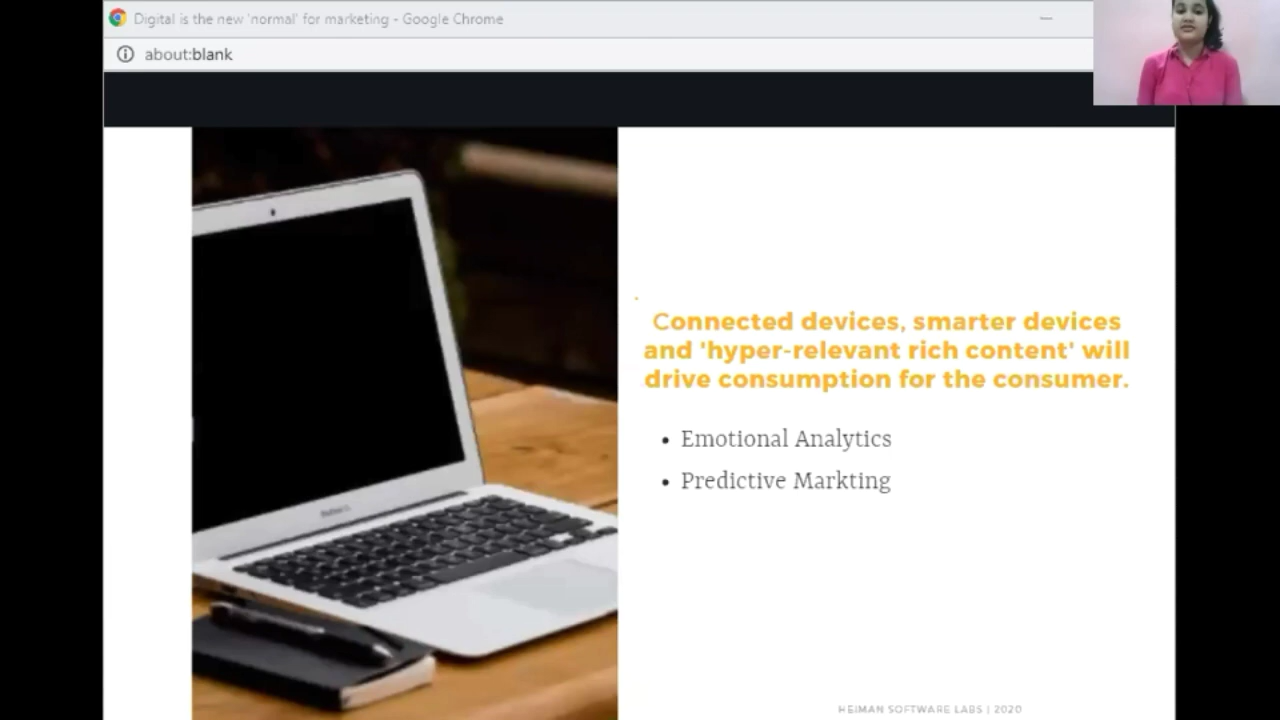 Digital is the new 'normal' for marketing - Google Chrome
about:blank
Connected devices, smarter devices
and 'hyper-relevant rich content' will
drive consumption for the consumer.
• Emotional Analytics
• Predictive Markting
HEIMAN SOFTWARE LABS | 2020